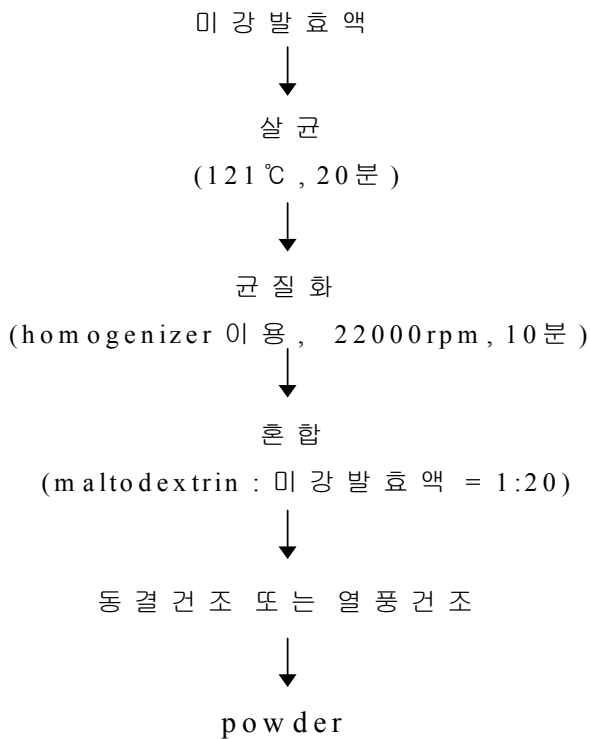 미강발효액
살균
(121℃,20분)
균질화
(homogenizer 이용, 22000rpm,10분)
혼합
(maltodextrin : 미강발효액 = 1:20)
동결건조 또는 열풍건조
powder